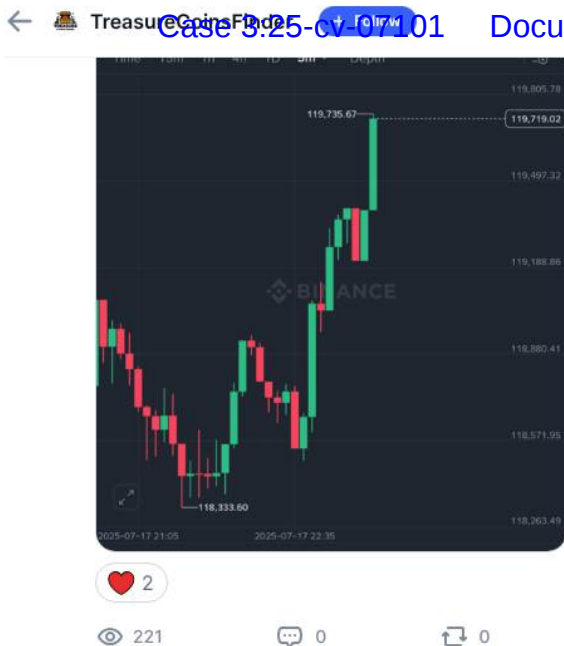 TreasureCoinsFinder + Follow
Case 3:25-cv-07101 Docu
Time 15m 1h 4h 1D 5m Depth
119,805.78
119,735.67
119,719.02
119,497.32
119,188.86
BINANCE
118,880.41
118,571.95
118,333.60
118,263.49
2025-07-17 21:05 2025-07-17 22:35
2
221 0 0